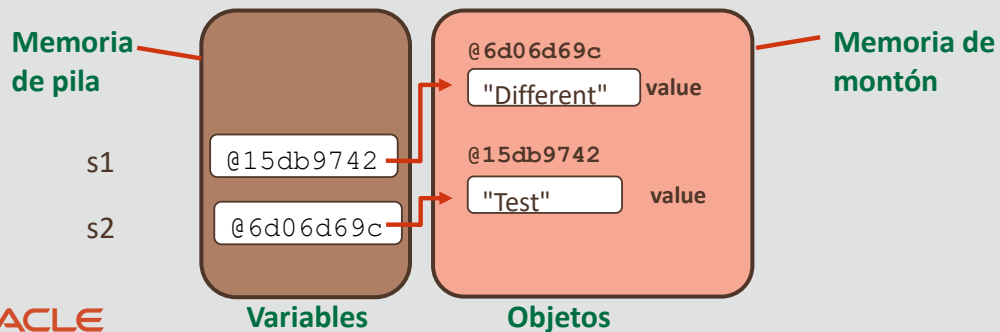 Memoria
de pila
@6d06d69c
"Different"
value
Memoria de
montón
s1
@15db9742
@15db9742
"Test"
value
s2
@6d06d69c
ACLE
Variables
Objetos